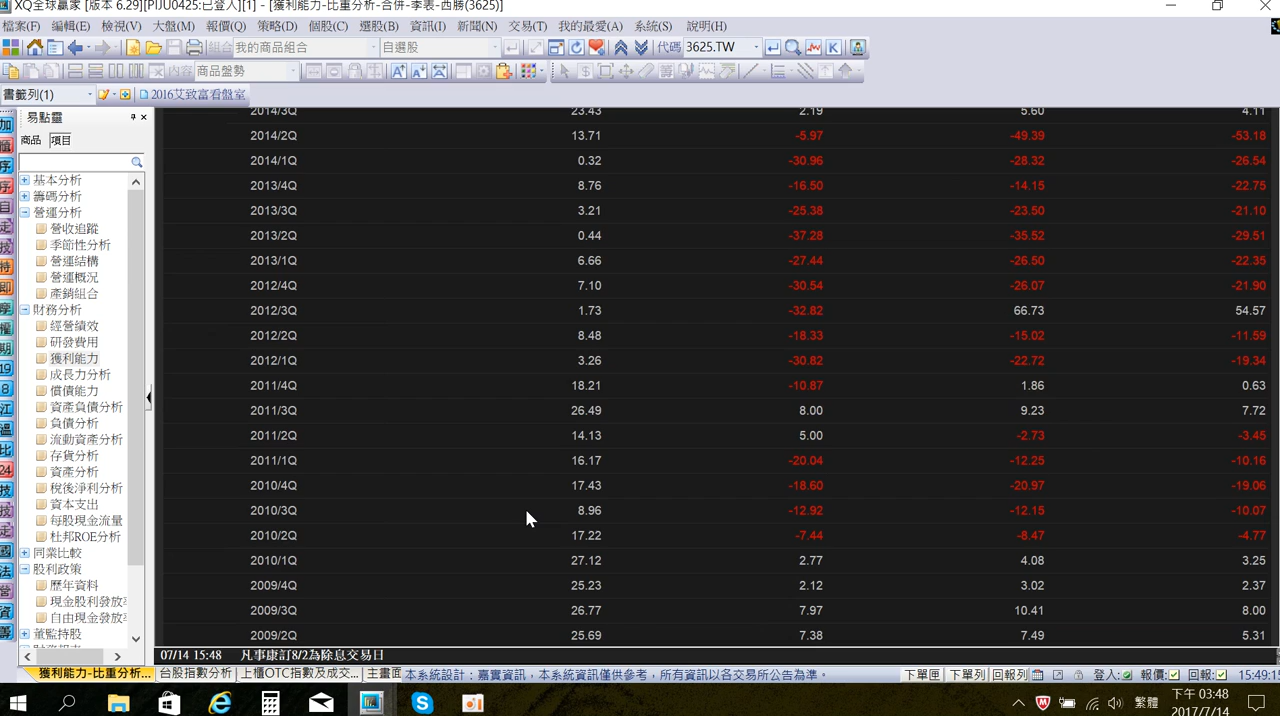 XQ全球贏家 [版本 6.29][PIJU0425:已登入][1] - [獲利能力-比重分析-合併-季表-西勝(3625)]
檔案(F) 編輯(E) 檢視(V) 大盤(M) 報價(Q) 策略(D) 個股(C) 選股(B) 資訊(I) 新聞(N) 交易(T) 我的最愛(A) 系統(S) 說明(H)
組合 我的商品組合 自選股 代碼 3625.TW K
內容 商品盤勢
書籤列(1) 2016艾致富看盤室
易點靈
商品 項目
基本分析
籌碼分析
營運分析
營收追蹤
季節性分析
營運結構
營運概況
產銷組合
財務分析
經營績效
研發費用
獲利能力
成長力分析
償債能力
資產負債分析
負債分析
流動資產分析
存貨分析
資產分析
稅後淨利分析
資本支出
每股現金流量
杜邦ROE分析
同業比較
股利政策
歷年資料
現金股利發放率
自由現金發放
董監持股
2014/3Q 23.43 2.19 5.60 4.11
2014/2Q 13.71 -5.97 -49.39 -53.18
2014/1Q 0.32 -30.96 -28.32 -26.54
2013/4Q 8.76 -16.50 -14.15 -22.75
2013/3Q 3.21 -25.38 -23.50 -21.10
2013/2Q 0.44 -37.28 -35.52 -29.51
2013/1Q 6.66 -27.44 -26.50 -22.35
2012/4Q 7.10 -30.54 -26.07 -21.90
2012/3Q 1.73 -32.82 66.73 54.57
2012/2Q 8.48 -18.33 -15.02 -11.59
2012/1Q 3.26 -30.82 -22.72 -19.34
2011/4Q 18.21 -10.87 1.86 0.63
2011/3Q 26.49 8.00 9.23 7.72
2011/2Q 14.13 5.00 -2.73 -3.45
2011/1Q 16.17 -20.04 -12.25 -10.16
2010/4Q 17.43 -18.60 -20.97 -19.06
2010/3Q 8.96 -12.92 -12.15 -10.07
2010/2Q 17.22 -7.44 -8.47 -4.77
2010/1Q 27.12 2.77 4.08 3.25
2009/4Q 25.23 2.12 3.02 2.37
2009/3Q 26.77 7.97 10.41 8.00
2009/2Q 25.69 7.38 7.49 5.31
07/14 15:48 凡事康訂8/2為除息交易日
獲利能力-比重分析... 台股指數分析 上櫃OTC指數及成交... 主畫面 本系統設計：嘉實資訊，本系統僅供參考，所有資訊以各交易所公告為準。 下單匣 下單列 回報列 登入: 報價: 回報: 15:49:15
繁體 下午 03:48
2017/7/14